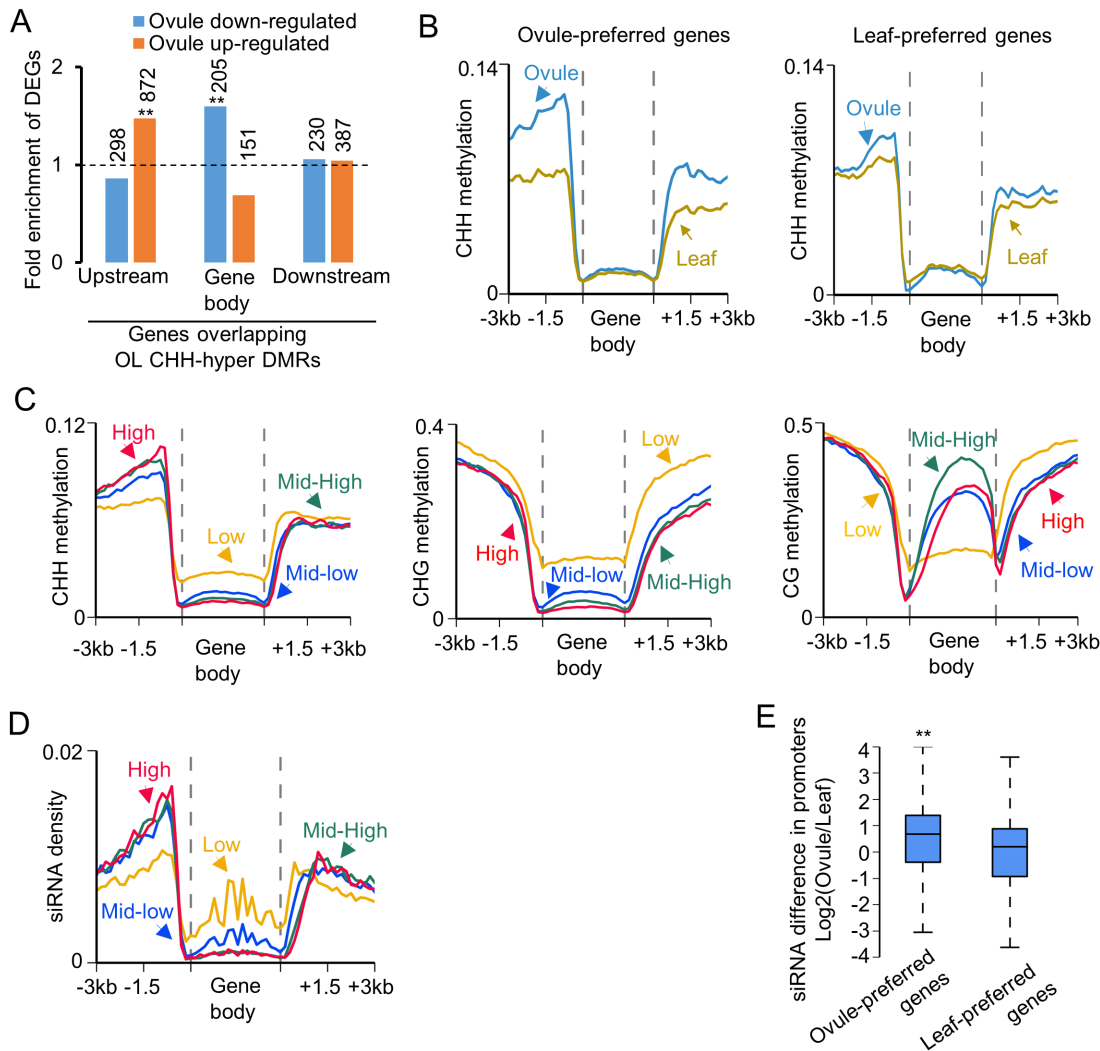 A
Ovule down-regulated
Ovule up-regulated
Fold enrichment of DEGs
2
1
0
298
** 872
** 205
151
230
387
Upstream
Gene
body
Downstream
Genes overlapping
OL CHH-hyper DMRs
B
Ovule-preferred genes
CHH methylation
0.14
0
Ovule
Leaf
-3kb -1.5 Gene +1.5 +3kb
body
Leaf-preferred genes
CHH methylation
0.14
0
Ovule
Leaf
-3kb -1.5 Gene +1.5 +3kb
body
C
CHH methylation
0.12
0
High
Mid-High
Low
Mid-low
-3kb -1.5 Gene +1.5 +3kb
body
CHG methylation
0.4
0
Low
High
Mid-low
Mid-High
-3kb -1.5 Gene +1.5 +3kb
body
CG methylation
0.5
0
Mid-High
Low
High
Mid-low
-3kb -1.5 Gene +1.5 +3kb
body
D
siRNA density
0.02
0
High
Low
Mid-High
Mid-low
-3kb -1.5 Gene +1.5 +3kb
body
E
siRNA difference in promoters
Log2(Ovule/Leaf)
**
4
3
2
1
0
-1
-2
-3
-4
Ovule-preferred
genes
Leaf-preferred
genes